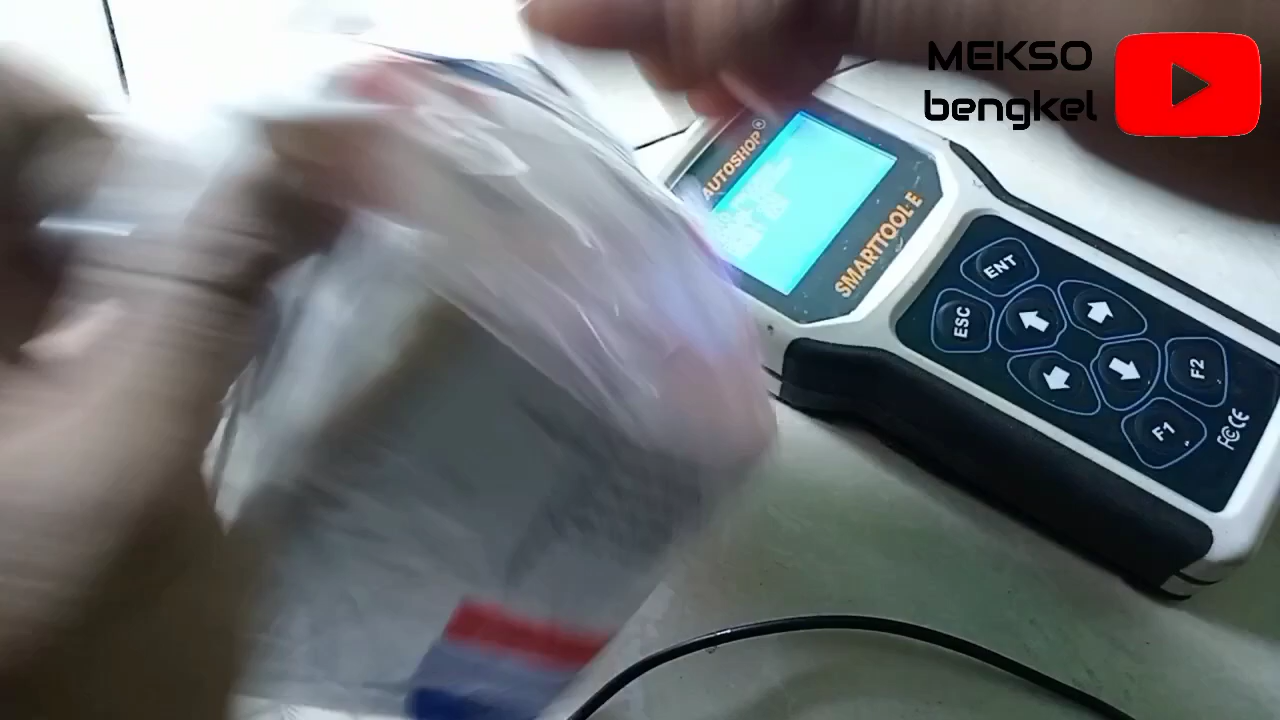 MEKSO
bengkel
AUTOSHOP®
SMARTTOOL-E
ENT
ESC
F2
F1
FC CE